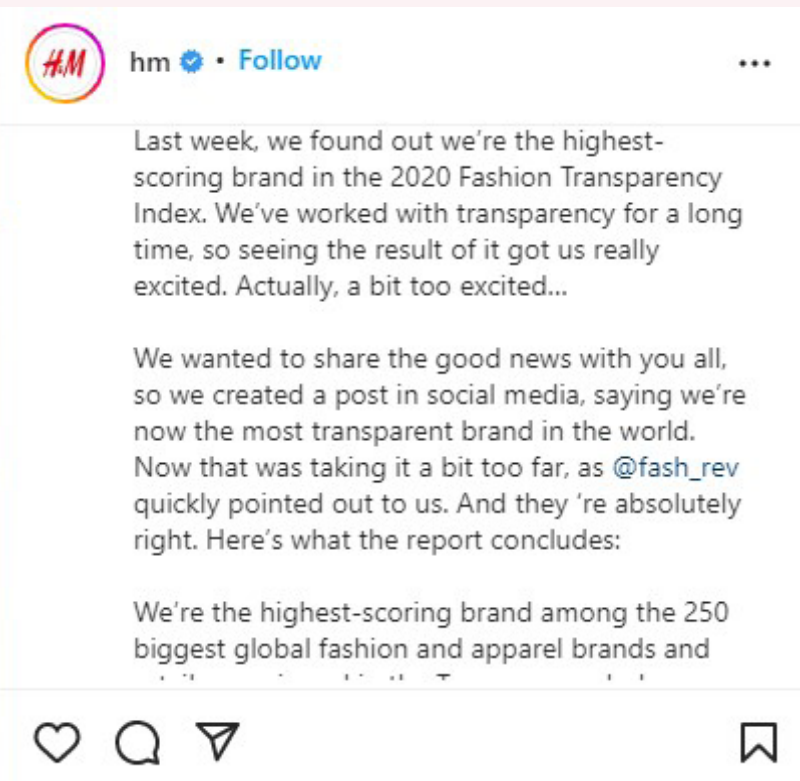 H&M
hm • Follow
Last week, we found out we're the highest-
scoring brand in the 2020 Fashion Transparency
Index. We've worked with transparency for a long
time, so seeing the result of it got us really
excited. Actually, a bit too excited...
We wanted to share the good news with you all,
so we created a post in social media, saying we're
now the most transparent brand in the world.
Now that was taking it a bit too far, as @fash_rev
quickly pointed out to us. And they 're absolutely
right. Here's what the report concludes:
We're the highest-scoring brand among the 250
biggest global fashion and apparel brands and